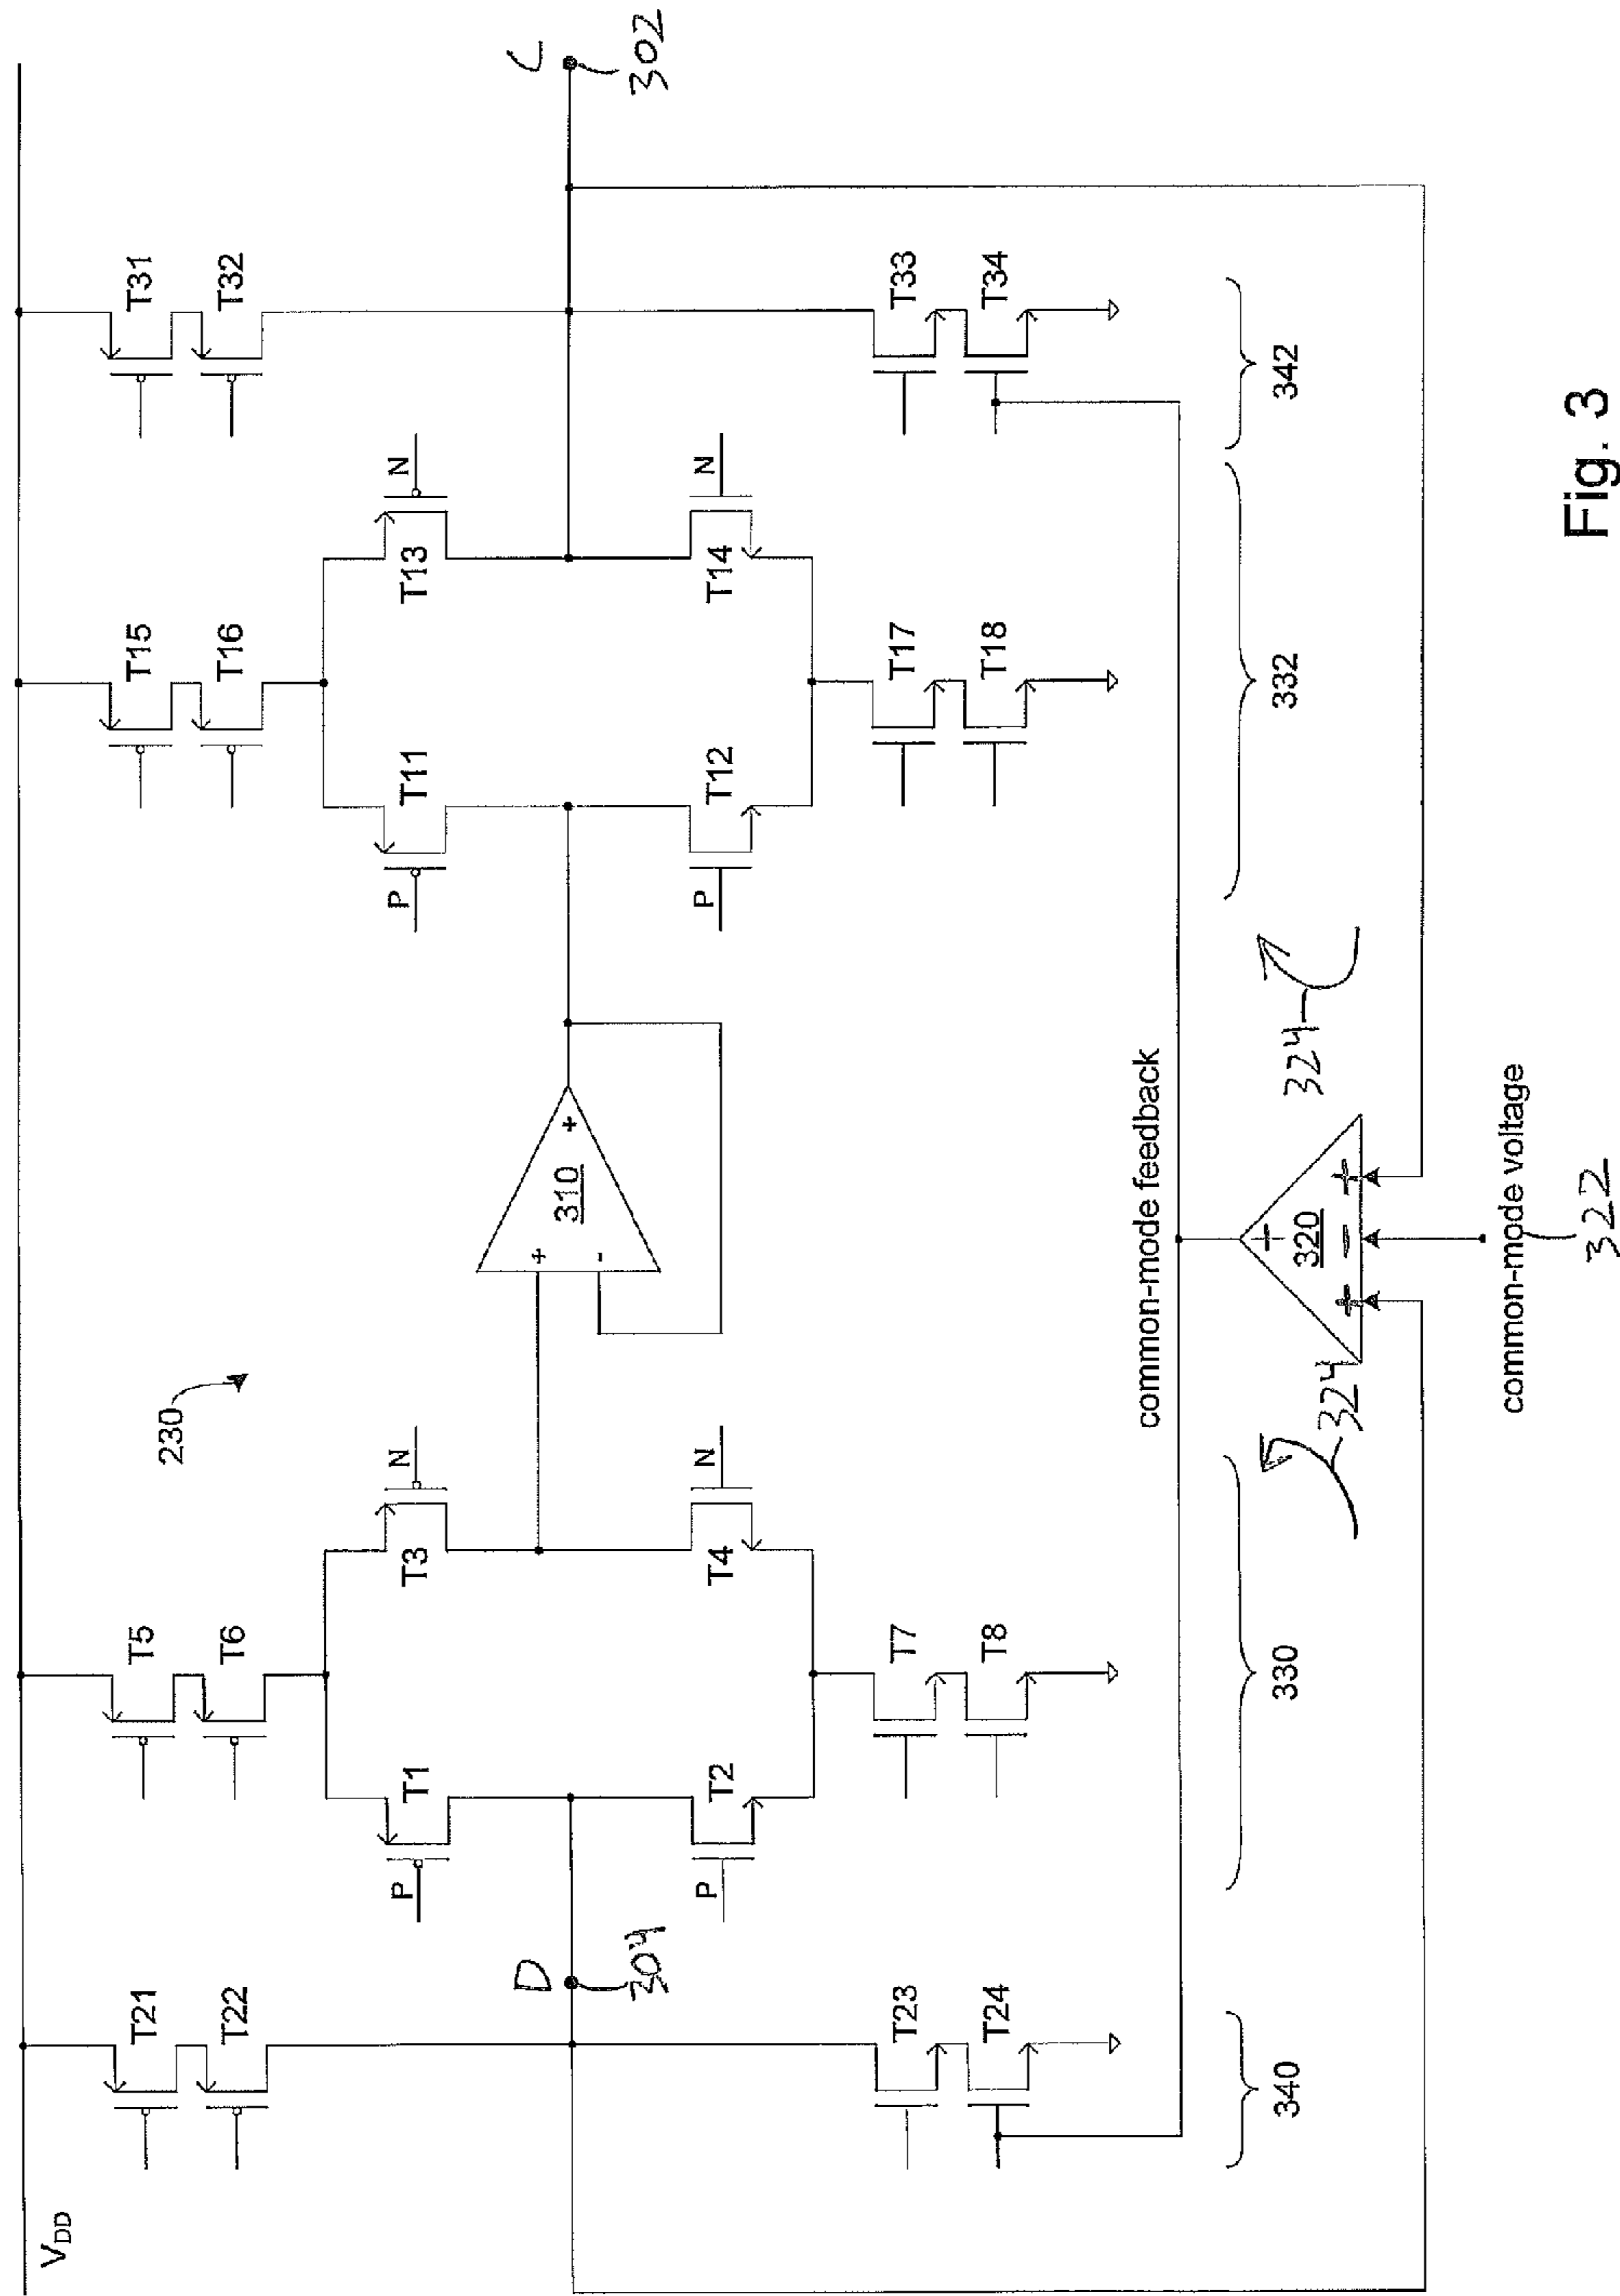 V_DD
T21
T22
T5
T6
T15
T16
T31
T32
230
P
T1
T3
N
P
T11
T13
N
D
304
+
-
310
+
C
302
P
T2
T4
N
P
T12
T14
N
T23
T24
T7
T8
T17
T18
T33
T34
common-mode feedback
340
330
324
+
320
+ - +
324
332
342
common-mode voltage
322
Fig. 3